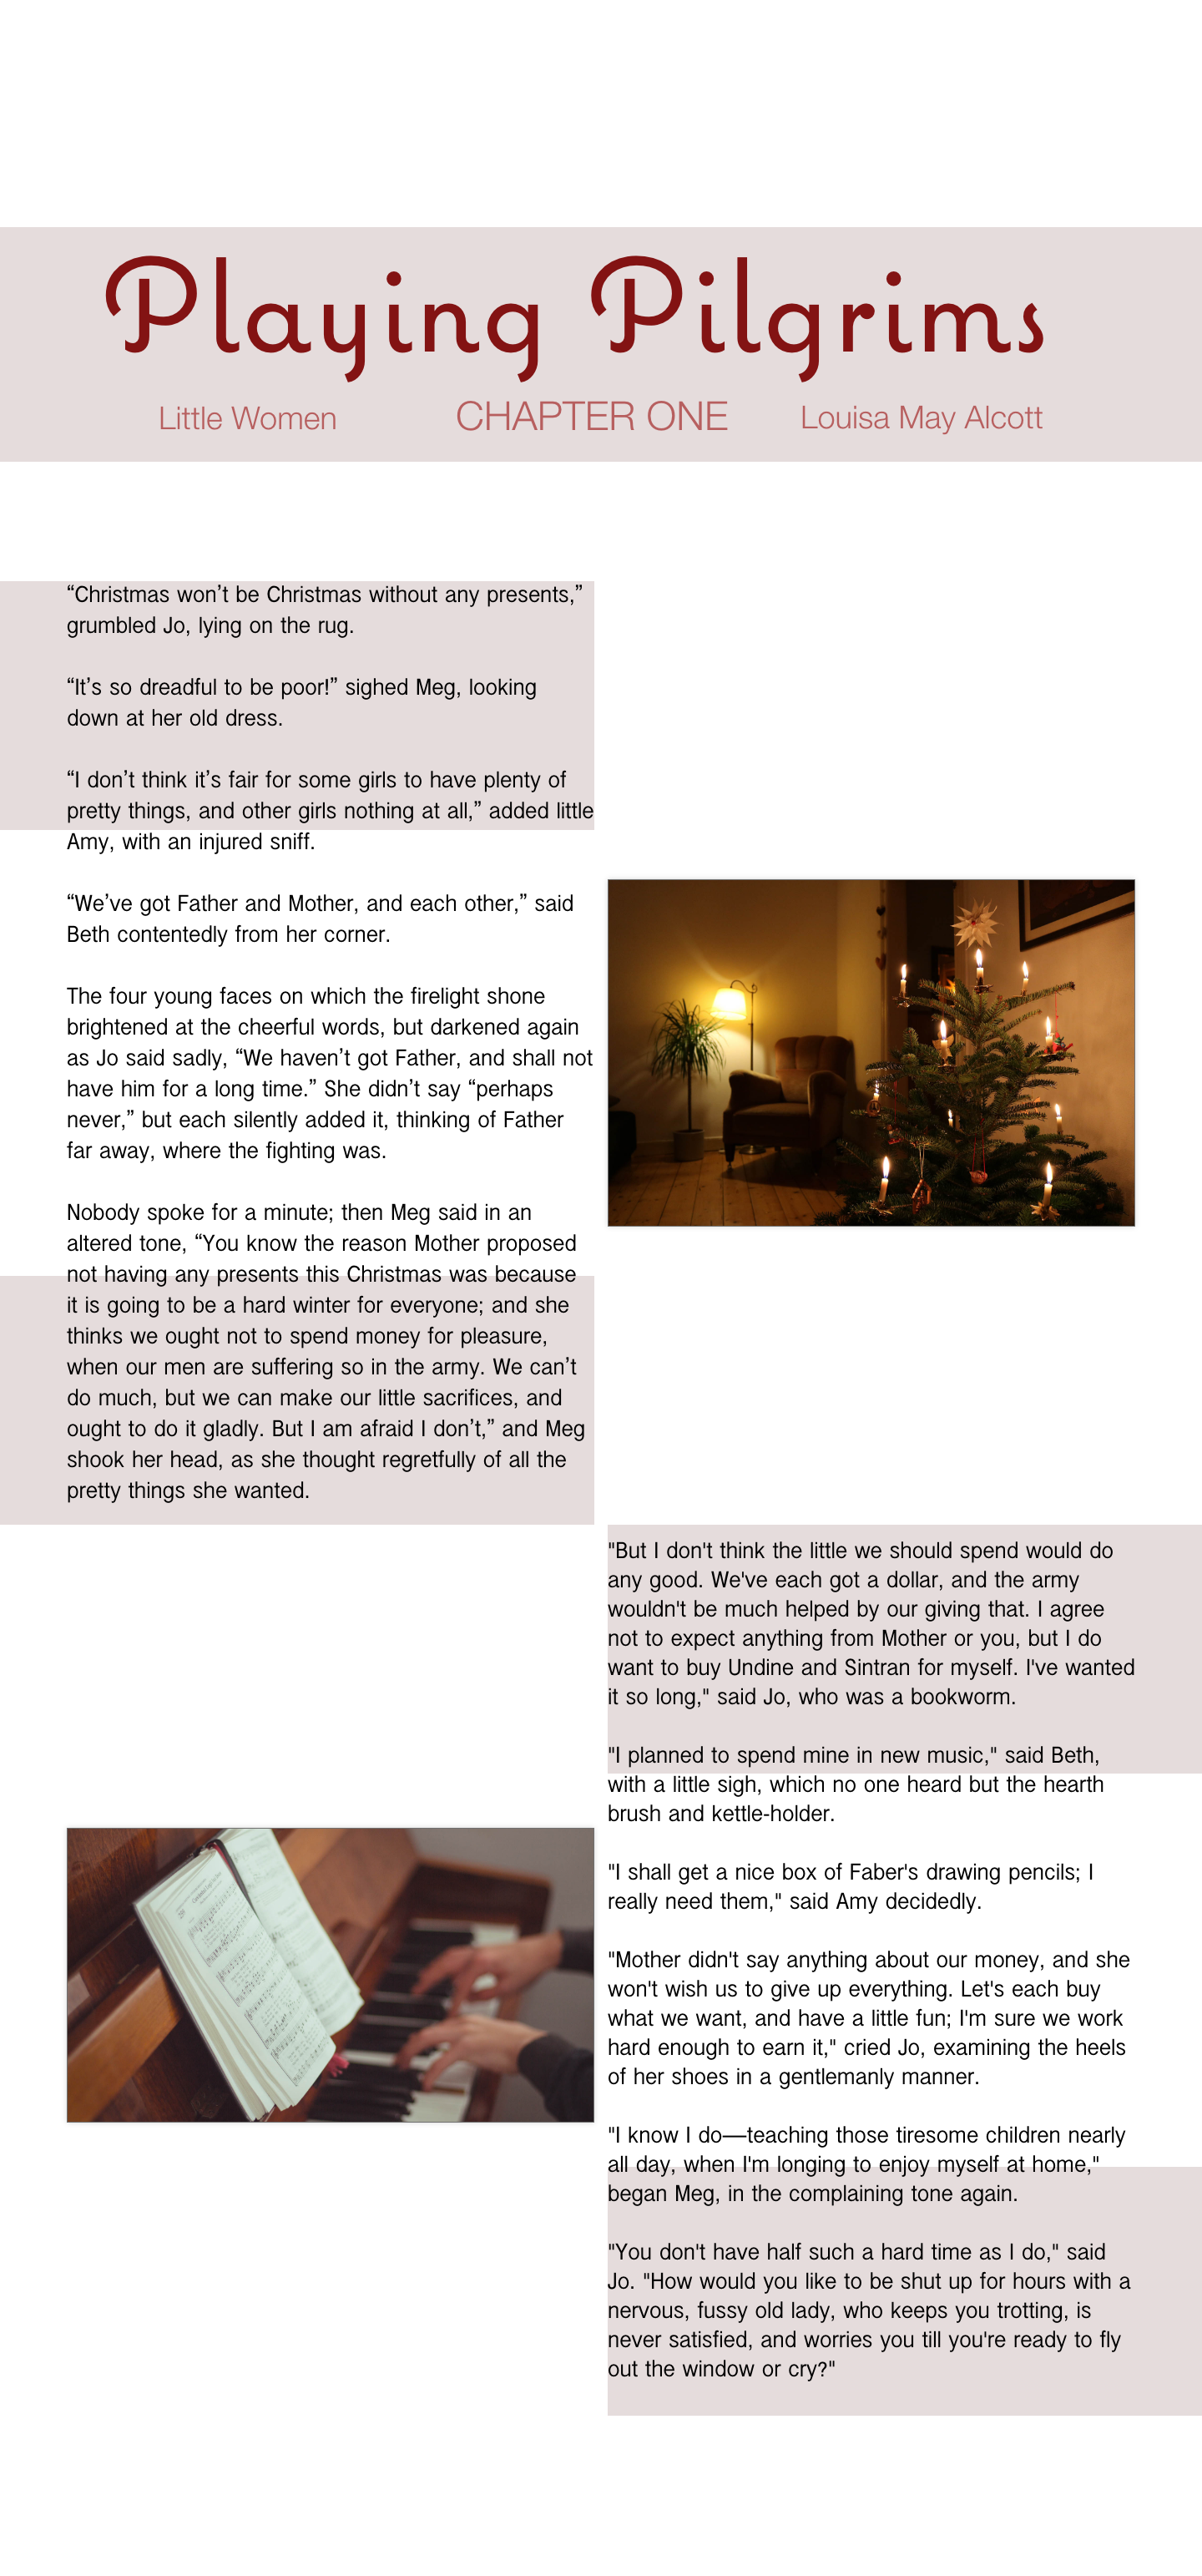 Playing Pilgrims
Little Women CHAPTER ONE Louisa May Alcott
“Christmas won’t be Christmas without any presents,”
grumbled Jo, lying on the rug.
“It’s so dreadful to be poor!” sighed Meg, looking
down at her old dress.
“I don’t think it’s fair for some girls to have plenty of
pretty things, and other girls nothing at all,” added little
Amy, with an injured sniff.
“We’ve got Father and Mother, and each other,” said
Beth contentedly from her corner.
The four young faces on which the firelight shone
brightened at the cheerful words, but darkened again
as Jo said sadly, “We haven’t got Father, and shall not
have him for a long time.” She didn’t say “perhaps
never,” but each silently added it, thinking of Father
far away, where the fighting was.
Nobody spoke for a minute; then Meg said in an
altered tone, “You know the reason Mother proposed
not having any presents this Christmas was because
it is going to be a hard winter for everyone; and she
thinks we ought not to spend money for pleasure,
when our men are suffering so in the army. We can’t
do much, but we can make our little sacrifices, and
ought to do it gladly. But I am afraid I don’t,” and Meg
shook her head, as she thought regretfully of all the
pretty things she wanted.
"But I don't think the little we should spend would do
any good. We've each got a dollar, and the army
wouldn't be much helped by our giving that. I agree
not to expect anything from Mother or you, but I do
want to buy Undine and Sintran for myself. I've wanted
it so long," said Jo, who was a bookworm.
"I planned to spend mine in new music," said Beth,
with a little sigh, which no one heard but the hearth
brush and kettle-holder.
"I shall get a nice box of Faber's drawing pencils; I
really need them," said Amy decidedly.
"Mother didn't say anything about our money, and she
won't wish us to give up everything. Let's each buy
what we want, and have a little fun; I'm sure we work
hard enough to earn it," cried Jo, examining the heels
of her shoes in a gentlemanly manner.
"I know I do—teaching those tiresome children nearly
all day, when I'm longing to enjoy myself at home,"
began Meg, in the complaining tone again.
"You don't have half such a hard time as I do," said
Jo. "How would you like to be shut up for hours with a
nervous, fussy old lady, who keeps you trotting, is
never satisfied, and worries you till you're ready to fly
out the window or cry?"